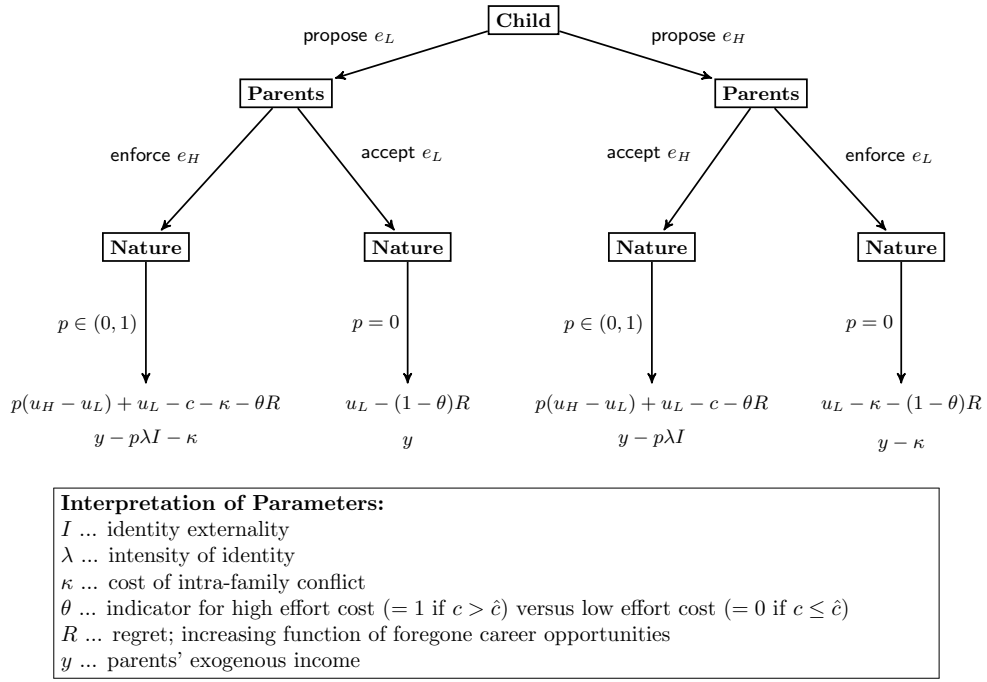 Child
propose e_L propose e_H
Parents Parents
enforce e_H accept e_L accept e_H enforce e_L
Nature Nature Nature Nature
p ∈ (0, 1) p = 0 p ∈ (0, 1) p = 0
p(u_H − u_L) + u_L − c − κ − θR u_L − (1 − θ)R p(u_H − u_L) + u_L − c − θR u_L − κ − (1 − θ)R
y − pλI − κ y y − pλI y − κ
Interpretation of Parameters:
I ... identity externality
λ ... intensity of identity
κ ... cost of intra-family conflict
θ ... indicator for high effort cost (= 1 if c > ĉ) versus low effort cost (= 0 if c ≤ ĉ)
R ... regret; increasing function of foregone career opportunities
y ... parents' exogenous income